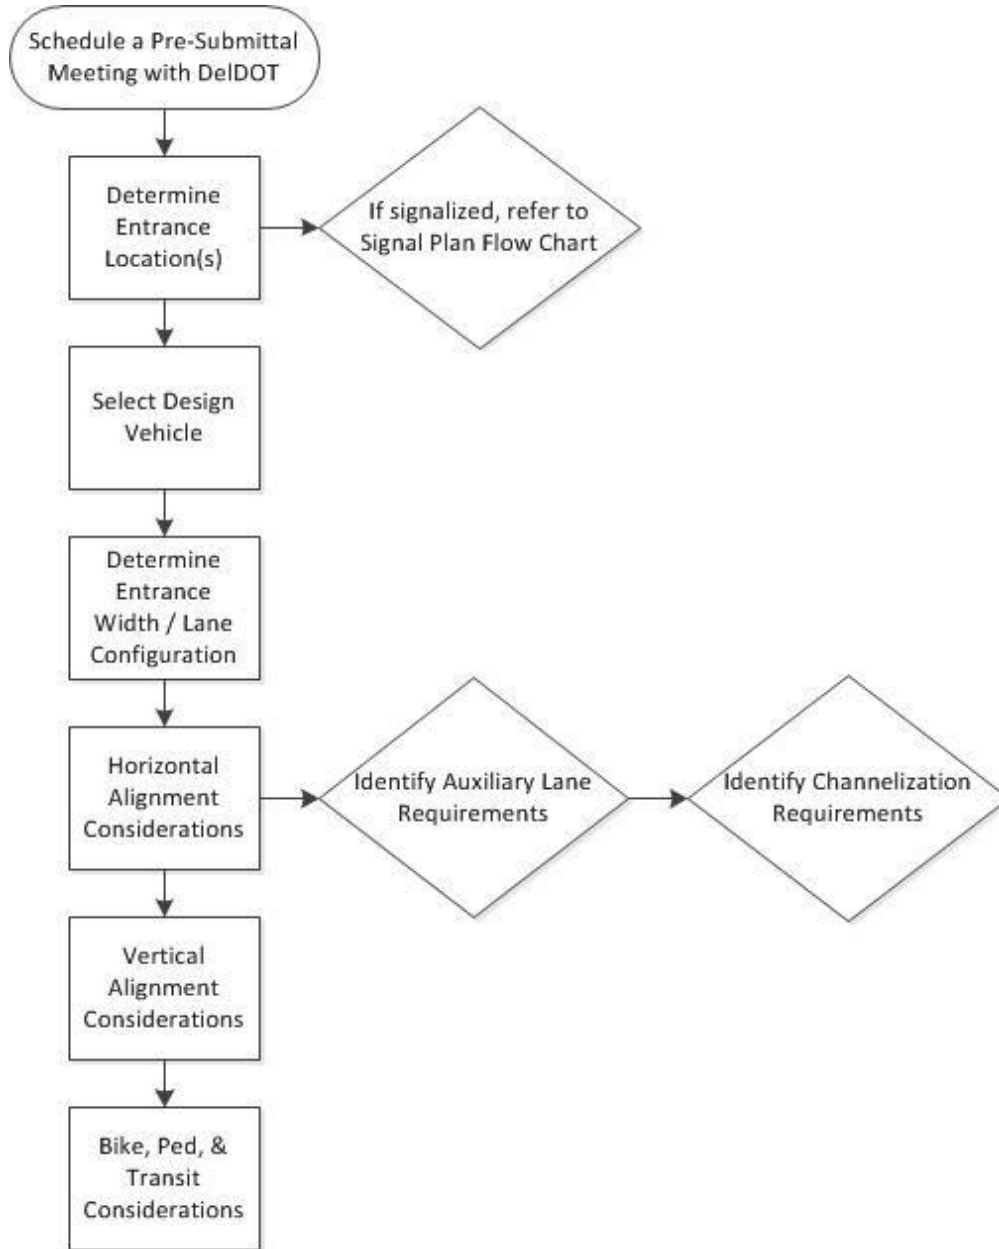 Schedule a Pre-Submittal
Meeting with DelDOT
Determine
Entrance
Location(s)
If signalized, refer to
Signal Plan Flow Chart
Select Design
Vehicle
Determine
Entrance
Width / Lane
Configuration
Horizontal
Alignment
Considerations
Identify Auxiliary Lane
Requirements
Identify Channelization
Requirements
Vertical
Alignment
Considerations
Bike, Ped, &
Transit
Considerations